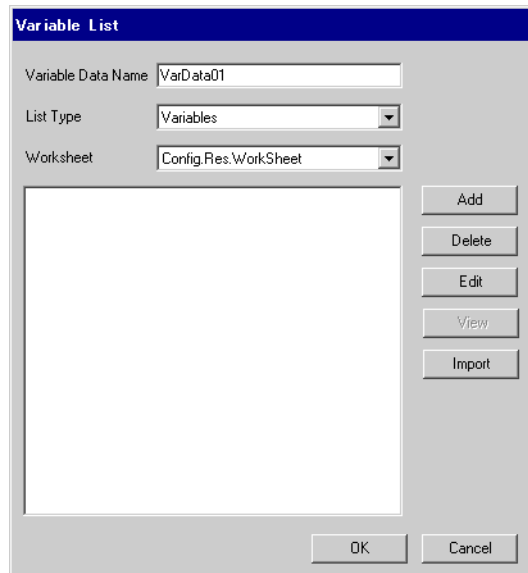 Variable List
Variable Data Name VarData01
List Type Variables
Worksheet Config.Res.WorkSheet
Add
Delete
Edit
View
Import
OK Cancel